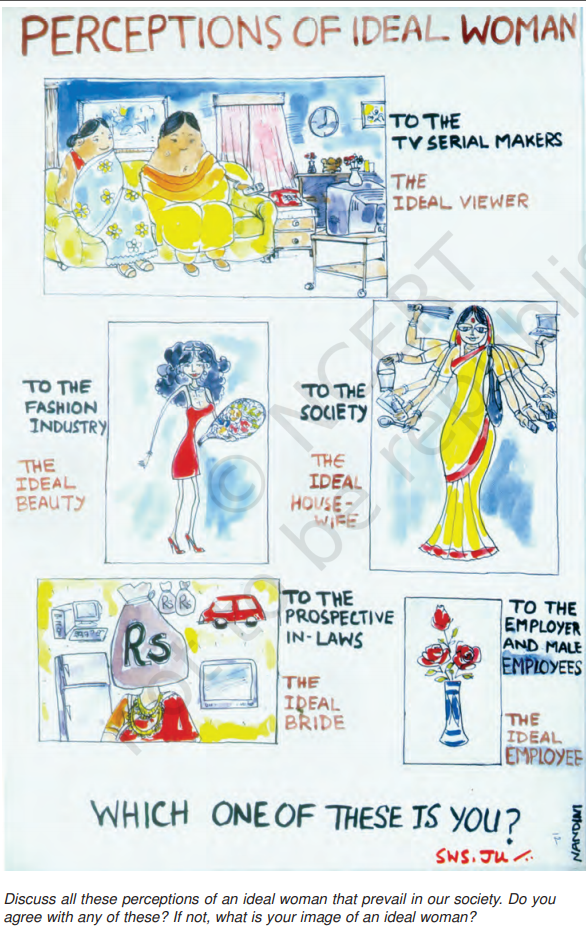 PERCEPTIONS OF IDEAL WOMAN
TO THE
TV SERIAL MAKERS
THE
IDEAL VIEWER
TO THE
FASHION
INDUSTRY
THE
IDEAL
BEAUTY
TO THE
SOCIETY
THE
IDEAL
HOUSE-
WIFE
Rs
Rs
Rs
TO THE
PROSPECTIVE
IN-LAWS
THE
IDEAL
BRIDE
TO THE
EMPLOYER
AND MALE
EMPLOYEES
THE
IDEAL
EMPLOYEE
WHICH ONE OF THESE IS YOU?
SWS. JU
NANDINI
© NCERT
to be republis
Discuss all these perceptions of an ideal woman that prevail in our society. Do you
agree with any of these? If not, what is your image of an ideal woman?